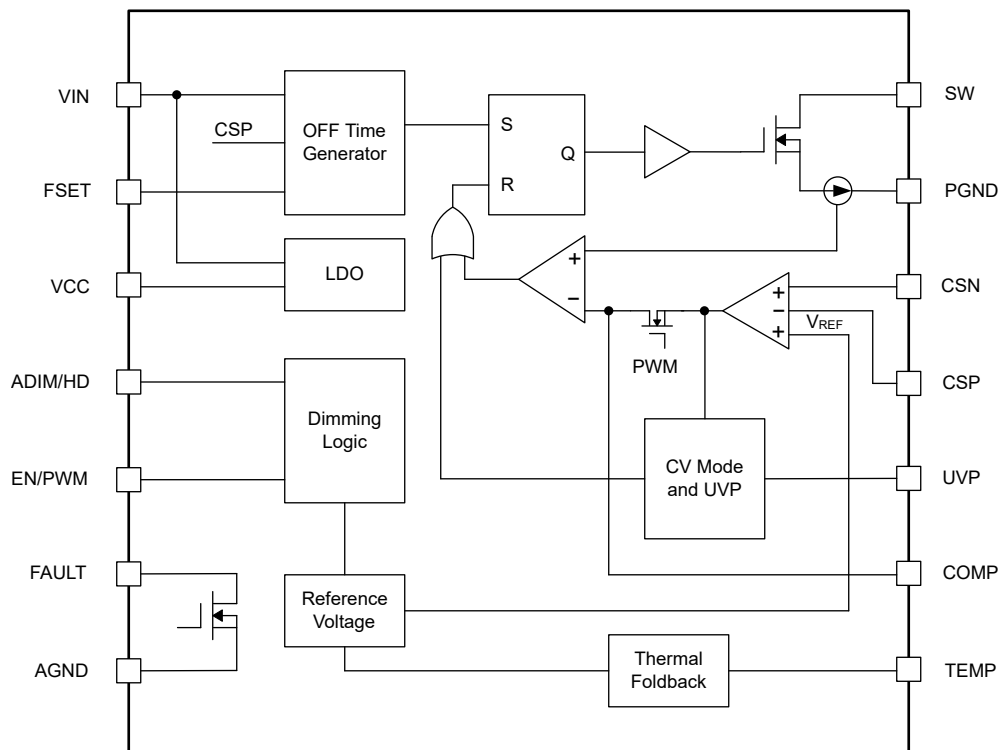 VIN
FSET
VCC
ADIM/HD
EN/PWM
FAULT
AGND
CSP
OFF Time
Generator
LDO
Dimming
Logic
Reference
Voltage
S
R
Q
+
−
PWM
+
−
+
VREF
CV Mode
and UVP
Thermal
Foldback
SW
PGND
CSN
CSP
UVP
COMP
TEMP